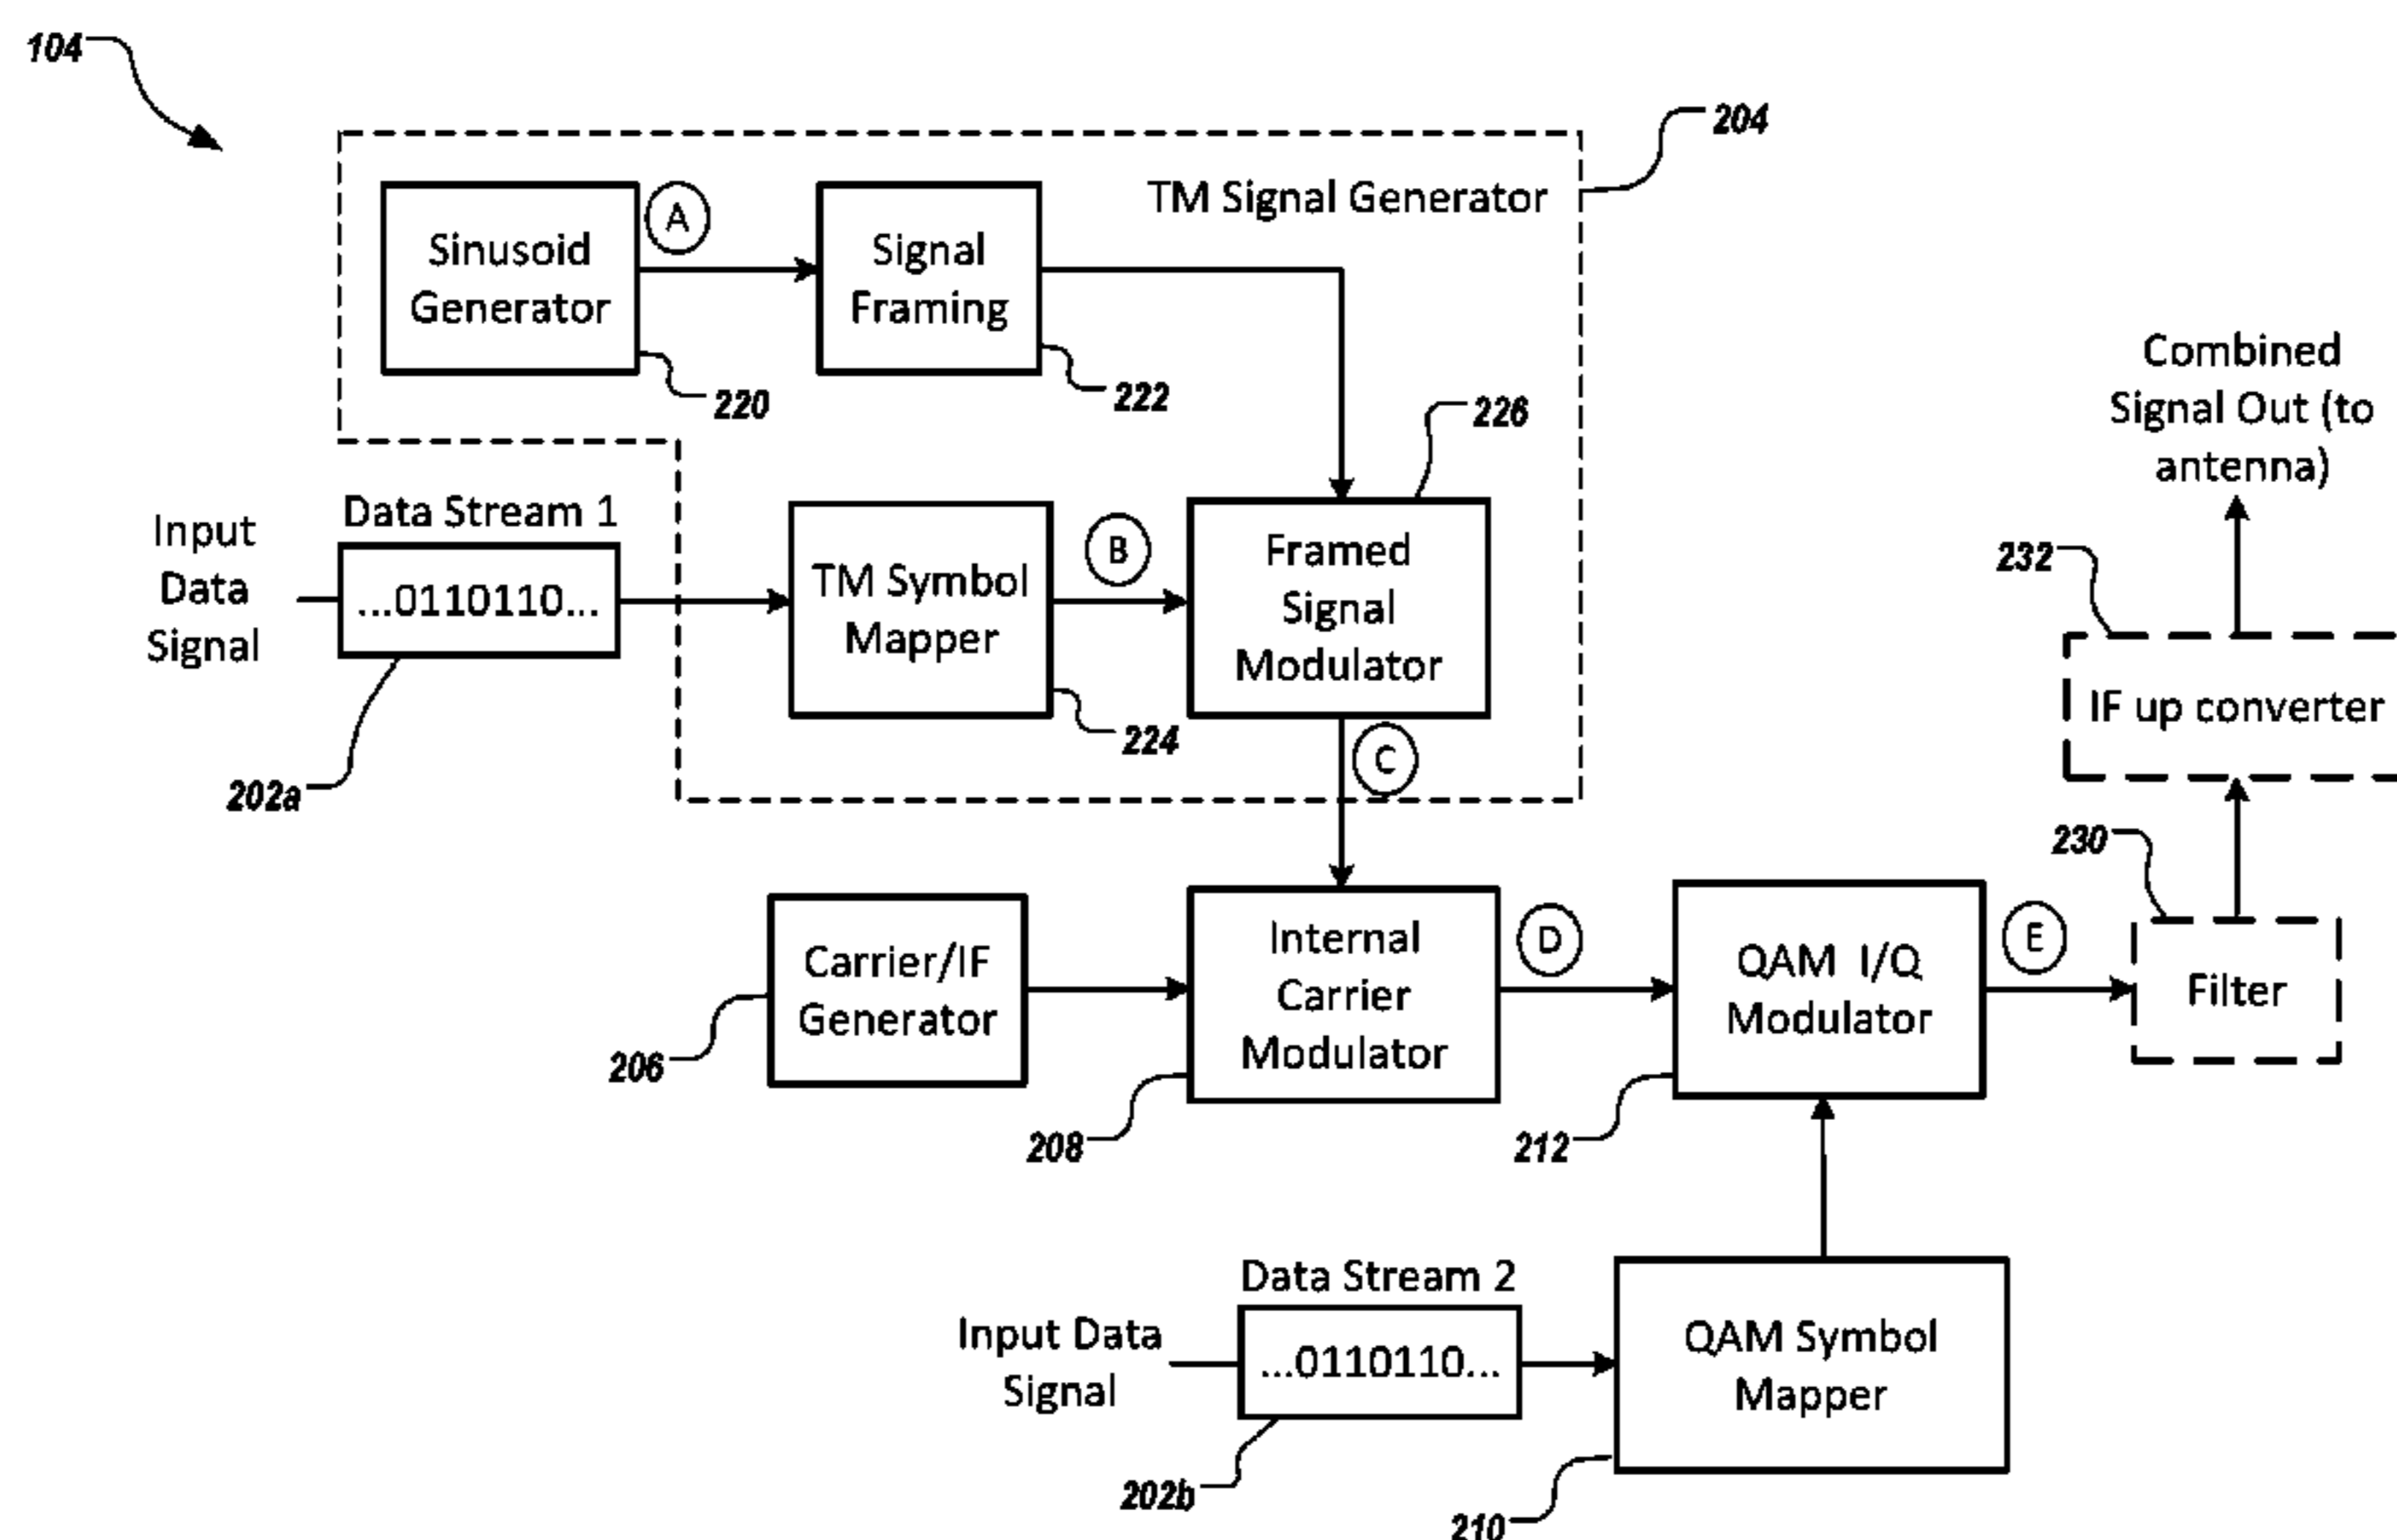 104
204
TM Signal Generator
Sinusoid
Generator
A
Signal
Framing
220
222
226
Combined
Signal Out (to
antenna)
Input
Data
Signal
Data Stream 1
...0110110...
TM Symbol
Mapper
B
Framed
Signal
Modulator
232
IF up converter
202a
224
C
230
Carrier/IF
Generator
Internal
Carrier
Modulator
D
QAM I/Q
Modulator
E
Filter
206
208
212
Input Data
Signal
Data Stream 2
...0110110...
QAM Symbol
Mapper
202b
210